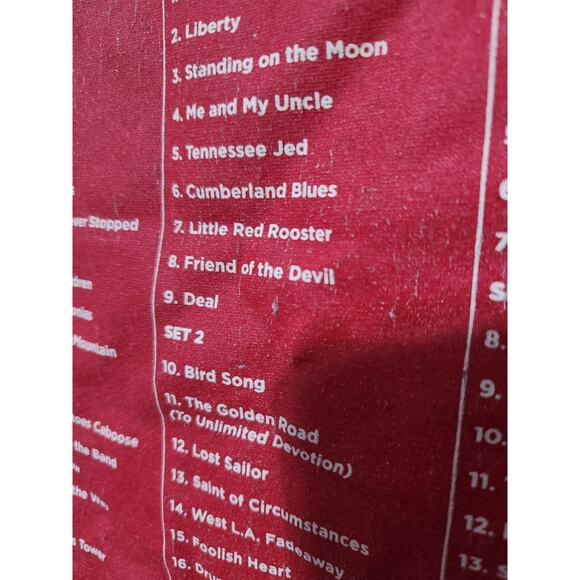 2. Liberty
3. Standing on the Moon
4. Me and My Uncle
5. Tennessee Jed
6. Cumberland Blues
7. Little Red Rooster
8. Friend of the Devil
9. Deal
SET 2
10. Bird Song
11. The Golden Road
(To Unlimited Devotion)
12. Lost Sailor
13. Saint of Circumstances
14. West L.A. Fadeaway
15. Foolish Heart
16.
Stopped
Mountain
Caboose
the Band
the
Tower
7
8.
9.
10.
11.
12.
13.